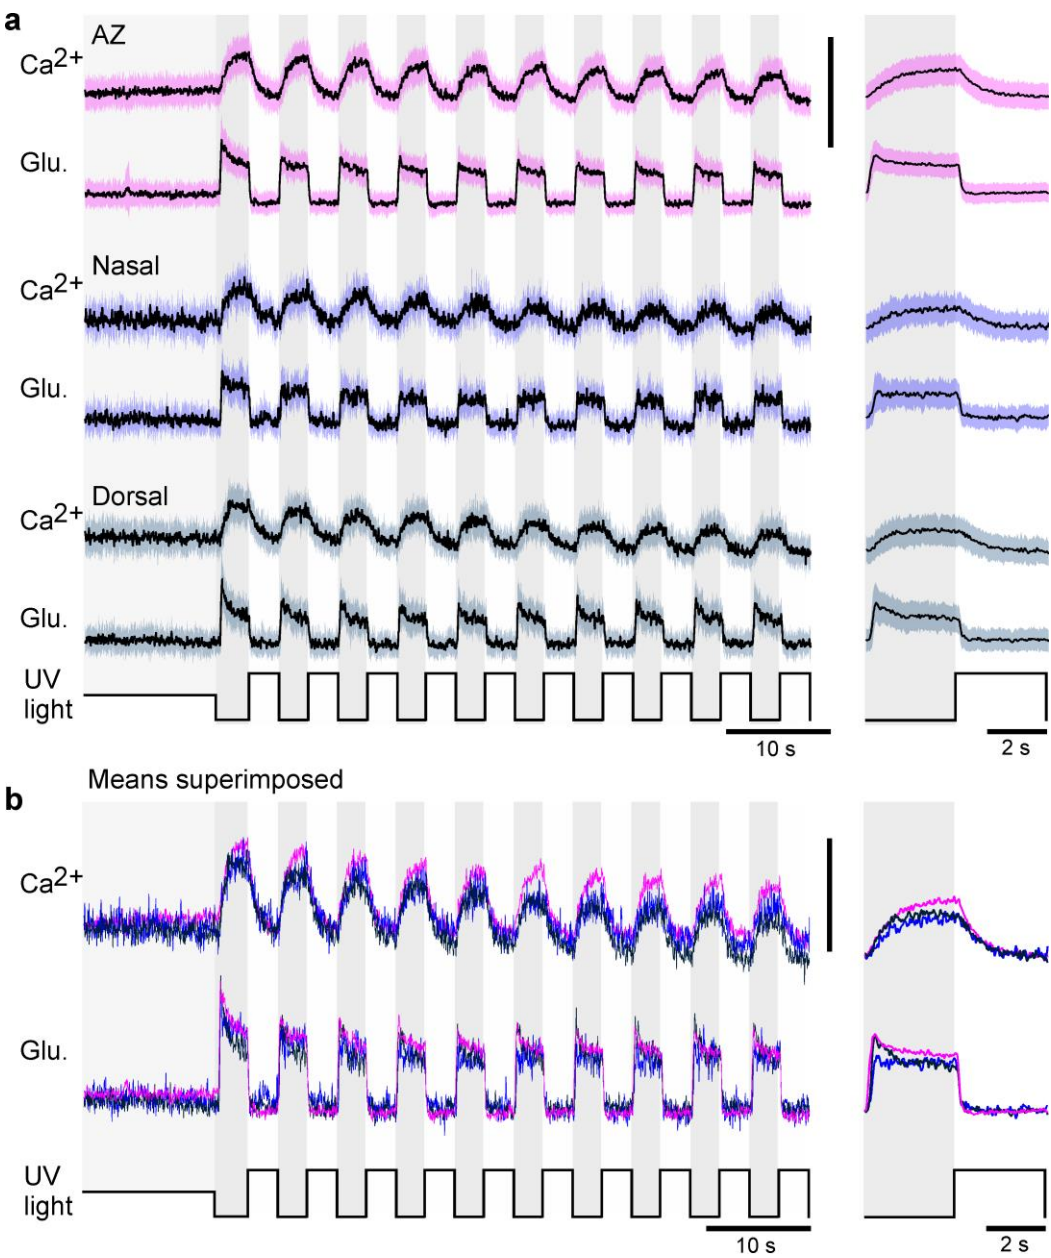 a
AZ
Ca2+
Glu.
Nasal
Ca2+
Glu.
Dorsal
Ca2+
Glu.
UV
light
10 s
2 s
Means superimposed
b
Ca2+
Glu.
UV
light
10 s
2 s